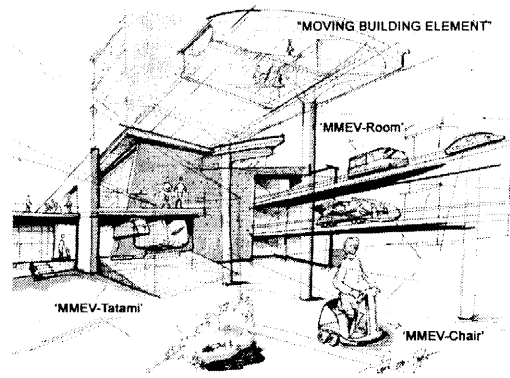 "MOVING BUILDING ELEMENT"
'MMEV-Room'
'MMEV-Tatami'
'MMEV-Chair'